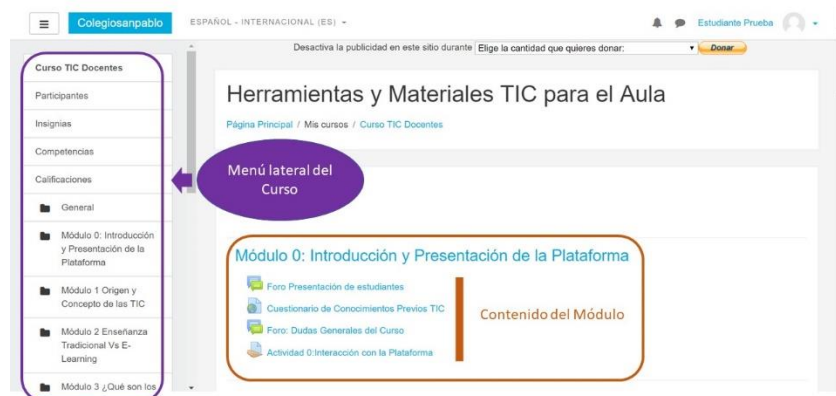 Colegiosanpablo
ESPAÑOL - INTERNACIONAL (ES)
Estudiante Prueba
Desactiva la publicidad en este sitio durante Elige la cantidad que quieres donar: Donar
Curso TIC Docentes
Participantes
Insignias
Competencias
Calificaciones
General
Módulo 0: Introducción
y Presentación de la
Plataforma
Módulo 1 Origen y
Concepto de las TIC
Módulo 2 Enseñanza
Tradicional Vs E-
Learning
Módulo 3 ¿Qué son los
Menú lateral del
Curso
Herramientas y Materiales TIC para el Aula
Página Principal / Mis cursos / Curso TIC Docentes
Módulo 0: Introducción y Presentación de la Plataforma
Foro Presentación de estudiantes
Cuestionario de Conocimientos Previos TIC
Foro: Dudas Generales del Curso
Actividad 0:Interacción con la Plataforma
Contenido del Módulo